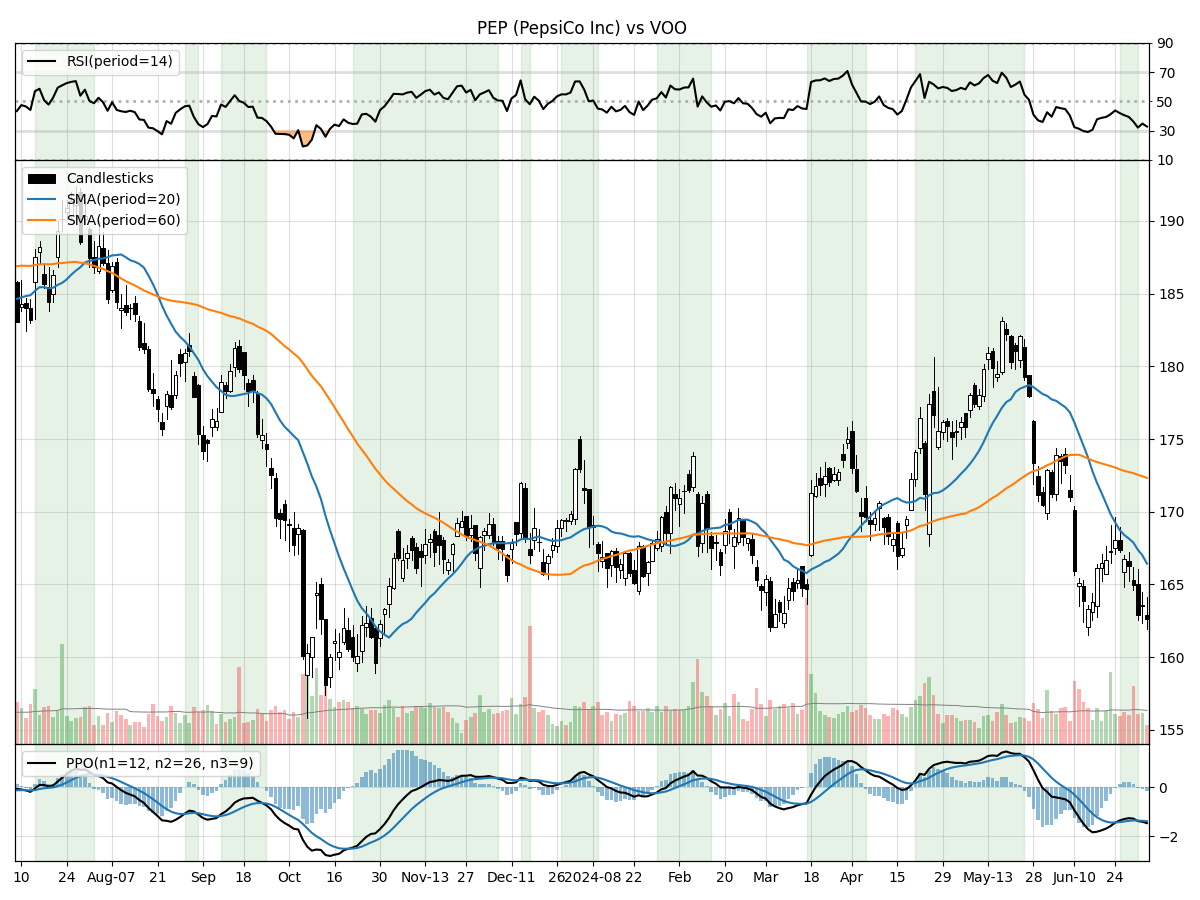 PEP (PepsiCo Inc) vs VOO
RSI(period=14)
90
70
50
30
10
Candlesticks
SMA(period=20)
SMA(period=60)
190
185
180
175
170
165
160
155
PPO(n1=12, n2=26, n3=9)
0
−2
10 24 Aug-07 21 Sep 18 Oct 16 30 Nov-13 27 Dec-11 26 2024-08 22 Feb 20 Mar 18 Apr 15 29 May-13 28 Jun-10 24